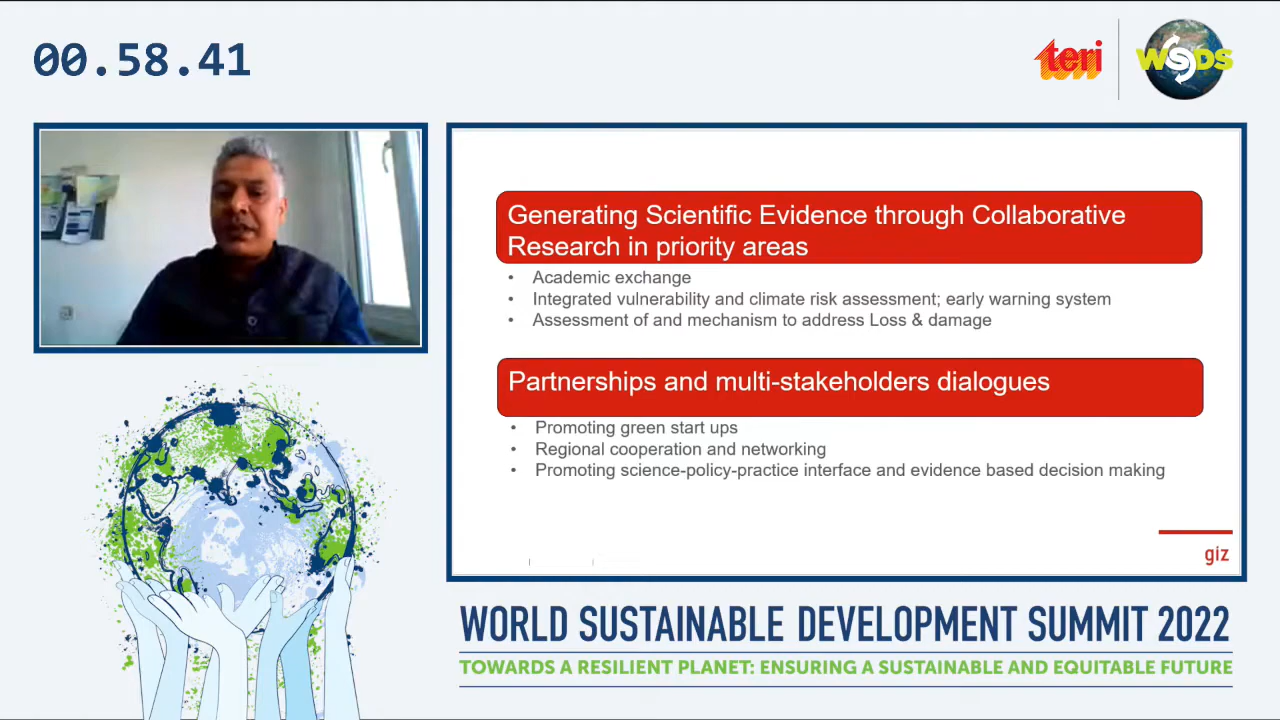 00.58.41
teri
WSDS
Generating Scientific Evidence through Collaborative
Research in priority areas
• Academic exchange
• Integrated vulnerability and climate risk assessment; early warning system
• Assessment of and mechanism to address Loss & damage
Partnerships and multi-stakeholders dialogues
• Promoting green start ups
• Regional cooperation and networking
• Promoting science-policy-practice interface and evidence based decision making
giz
WORLD SUSTAINABLE DEVELOPMENT SUMMIT 2022
TOWARDS A RESILIENT PLANET: ENSURING A SUSTAINABLE AND EQUITABLE FUTURE